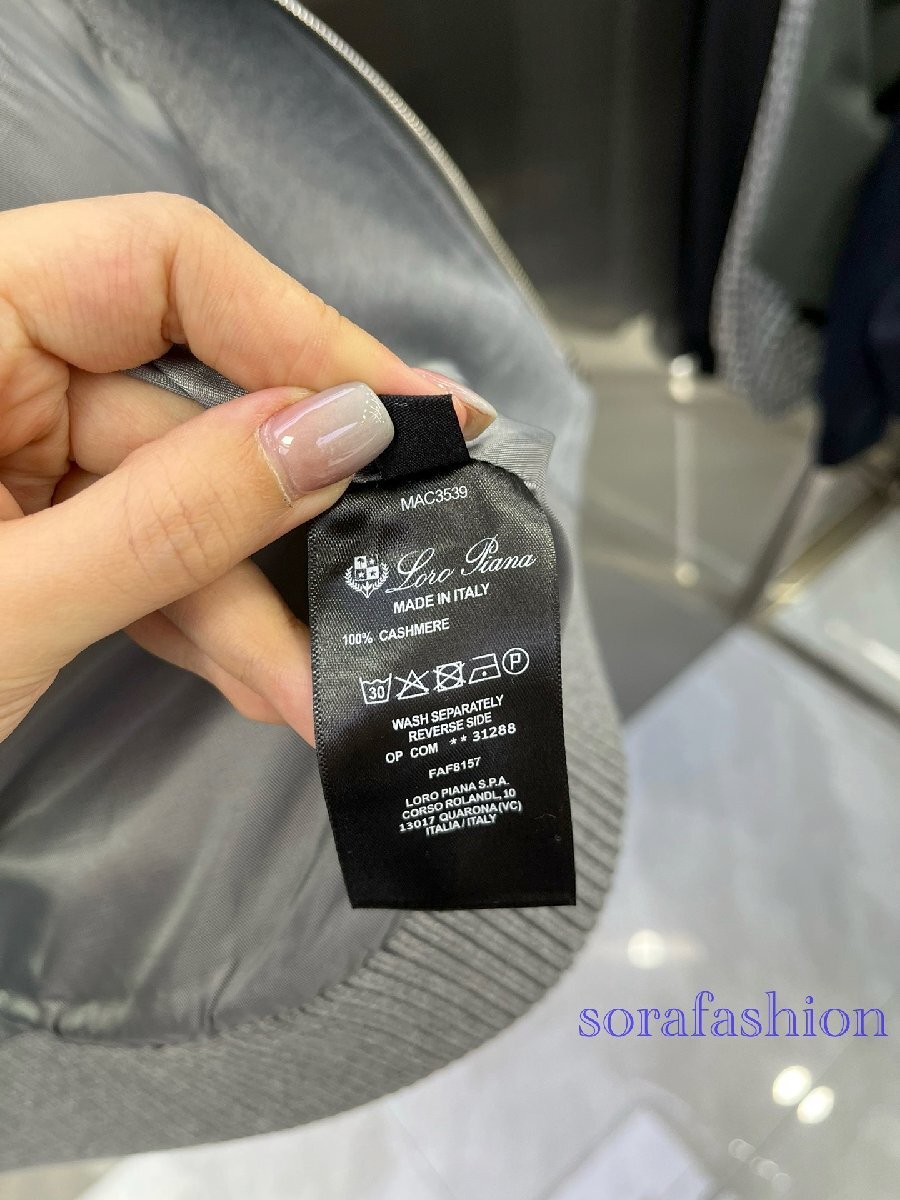 MAC3539
Loro Piana
MADE IN ITALY
100% CASHMERE
30 P
WASH SEPARATELY
REVERSE SIDE
OP COM **31288
FAF8157
LORO PIANA S.P.A.
CORSO ROLANDL,10
13017 QUARONA(VC)
ITALIA/ITALY
sorafashion